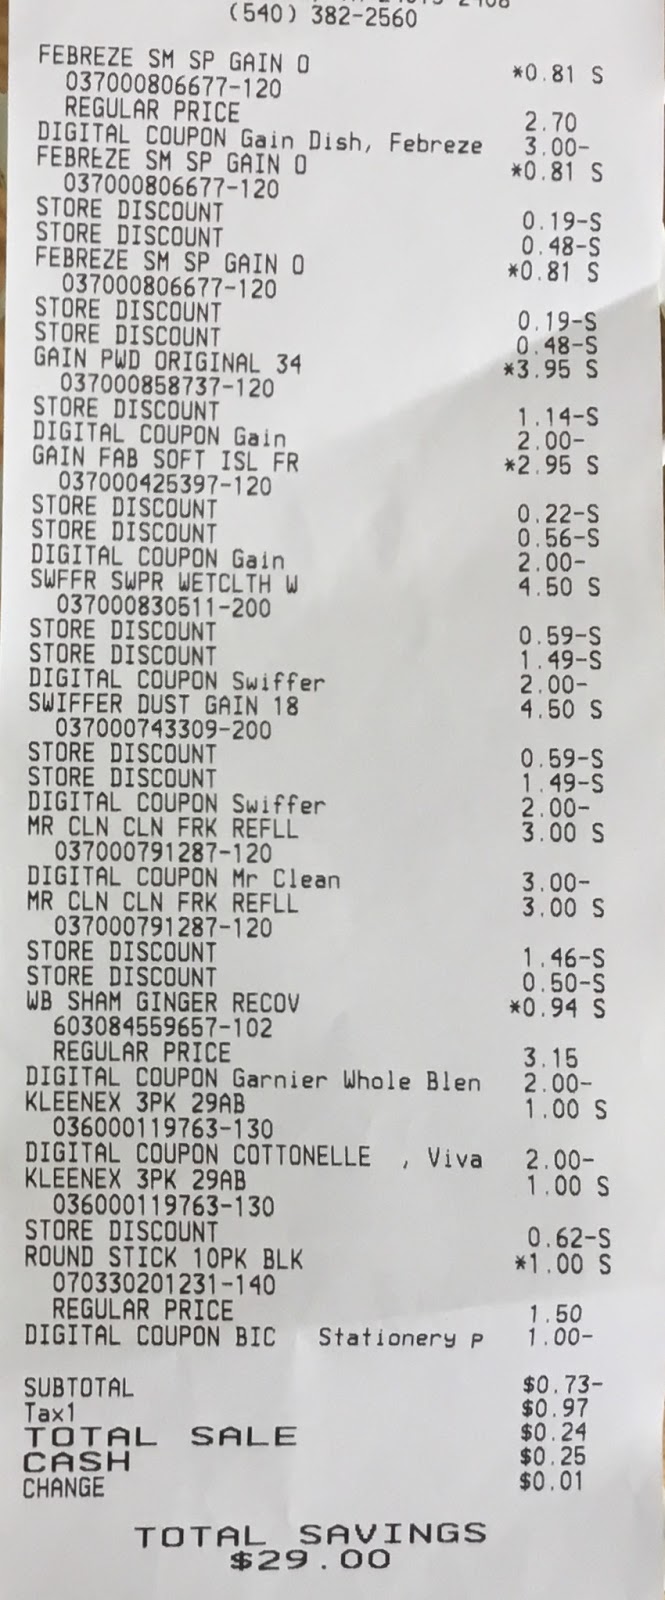 (540) 382-2560
FEBREZE SM SP GAIN O *0.81 S
037000806677-120
REGULAR PRICE 2.70
DIGITAL COUPON Gain Dish, Febreze 3.00-
FEBREZE SM SP GAIN O *0.81 S
037000806677-120
STORE DISCOUNT 0.19-S
STORE DISCOUNT 0.48-S
FEBREZE SM SP GAIN O *0.81 S
037000806677-120
STORE DISCOUNT 0.19-S
STORE DISCOUNT 0.48-S
GAIN PWD ORIGINAL 34 *3.95 S
037000858737-120
STORE DISCOUNT 1.14-S
DIGITAL COUPON Gain 2.00-
GAIN FAB SOFT ISL FR *2.95 S
037000425397-120
STORE DISCOUNT 0.22-S
STORE DISCOUNT 0.56-S
DIGITAL COUPON Gain 2.00-
SWFFR SWPR WETCLTH W 4.50 S
037000830511-200
STORE DISCOUNT 0.59-S
STORE DISCOUNT 1.49-S
DIGITAL COUPON Swiffer 2.00-
SWIFFER DUST GAIN 18 4.50 S
037000743309-200
STORE DISCOUNT 0.59-S
STORE DISCOUNT 1.49-S
DIGITAL COUPON Swiffer 2.00-
MR CLN CLN FRK REFLL 3.00 S
037000791287-120
DIGITAL COUPON Mr Clean 3.00-
MR CLN CLN FRK REFLL 3.00 S
037000791287-120
STORE DISCOUNT 1.46-S
STORE DISCOUNT 0.50-S
WB SHAM GINGER RECOV *0.94 S
603084559657-102
REGULAR PRICE 3.15
DIGITAL COUPON Garnier Whole Blen 2.00-
KLEENEX 3PK 29AB 1.00 S
036000119763-130
DIGITAL COUPON COTTONELLE , Viva 2.00-
KLEENEX 3PK 29AB 1.00 S
036000119763-130
STORE DISCOUNT 0.62-S
ROUND STICK 10PK BLK *1.00 S
070330201231-140
REGULAR PRICE 1.50
DIGITAL COUPON BIC Stationery p 1.00-
SUBTOTAL $0.73-
Tax1 $0.97
TOTAL SALE $0.24
CASH $0.25
CHANGE $0.01
TOTAL SAVINGS
$29.00